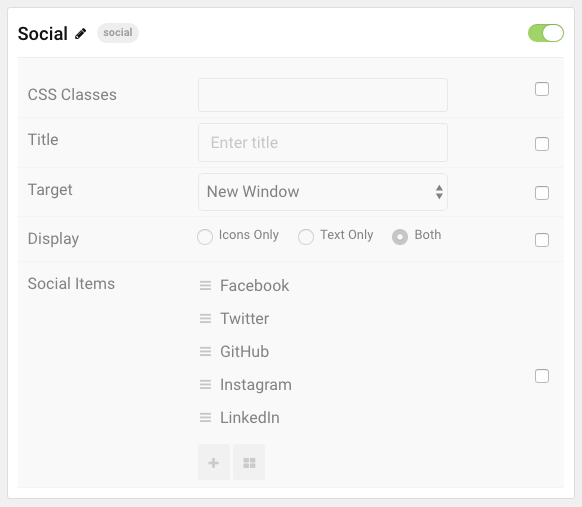 Social social
CSS Classes
Title Enter title
Target New Window
Display Icons Only Text Only Both
Social Items Facebook
Twitter
GitHub
Instagram
LinkedIn